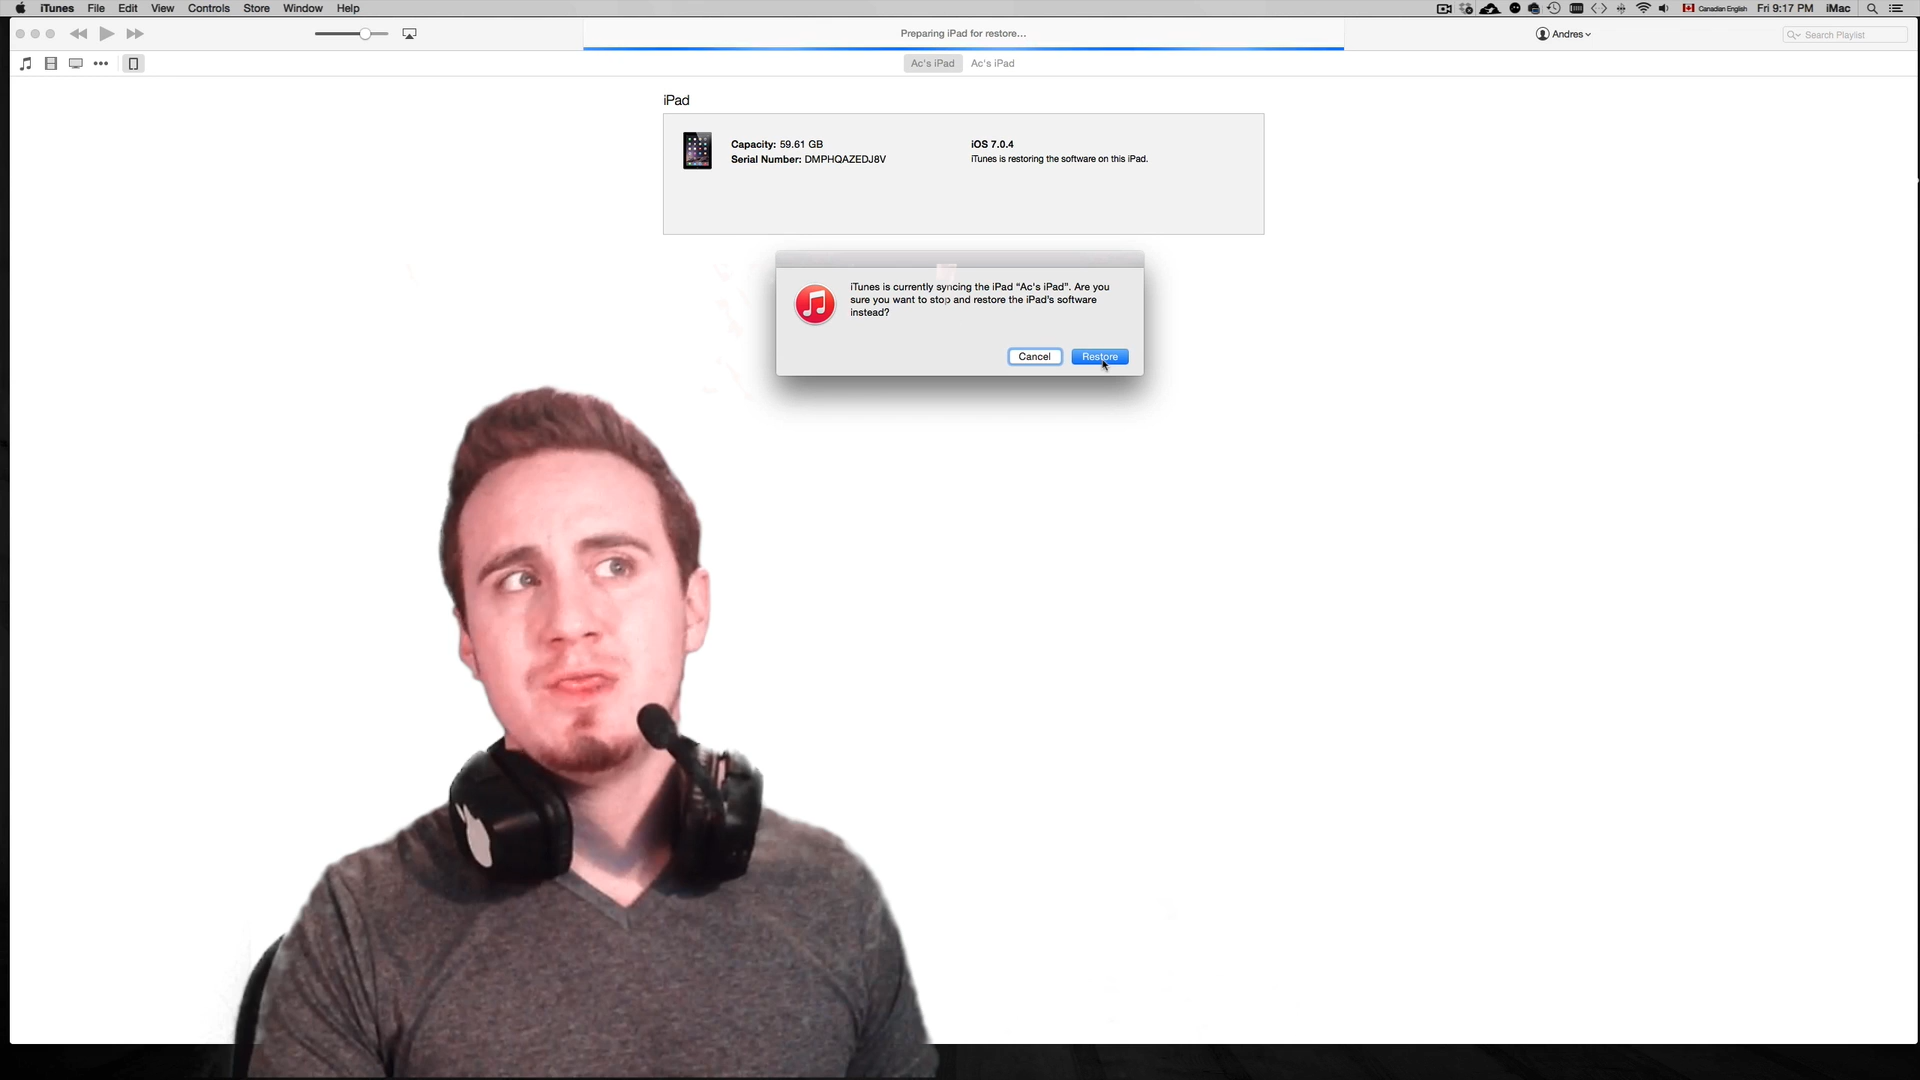 iTunes File Edit View Controls Store Window Help
Canadian English Fri 9:17 PM iMac
Preparing iPad for restore...
Andres
Search Playlist
Ac's iPad Ac's iPad
iPad
Capacity: 59.61 GB
Serial Number: DMPHQAZEDJ8V
iOS 7.0.4
iTunes is restoring the software on this iPad.
iTunes is currently syncing the iPad “Ac's iPad”. Are you
sure you want to stop and restore the iPad's software
instead?
Cancel Restore